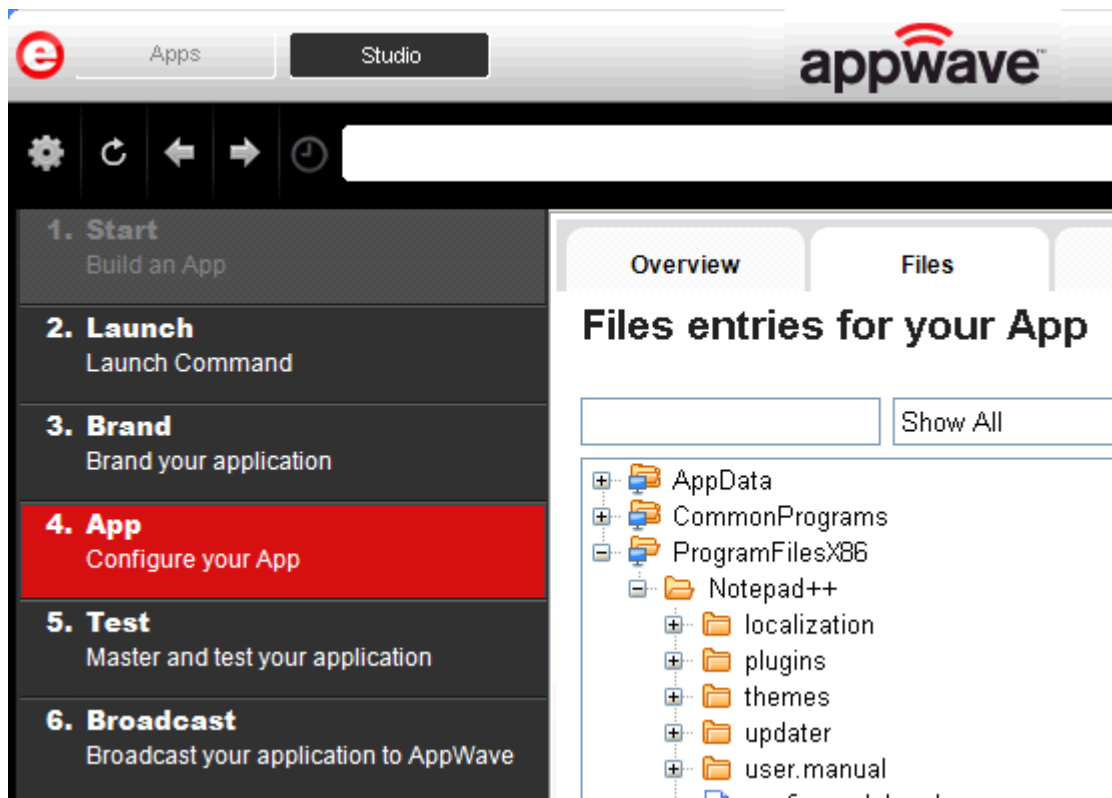 e
Apps
Studio
appwave™
1. Start
Build an App
2. Launch
Launch Command
3. Brand
Brand your application
4. App
Configure your App
5. Test
Master and test your application
6. Broadcast
Broadcast your application to AppWave
Overview
Files
Files entries for your App
Show All
AppData
CommonPrograms
ProgramFilesX86
Notepad++
localization
plugins
themes
updater
user.manual